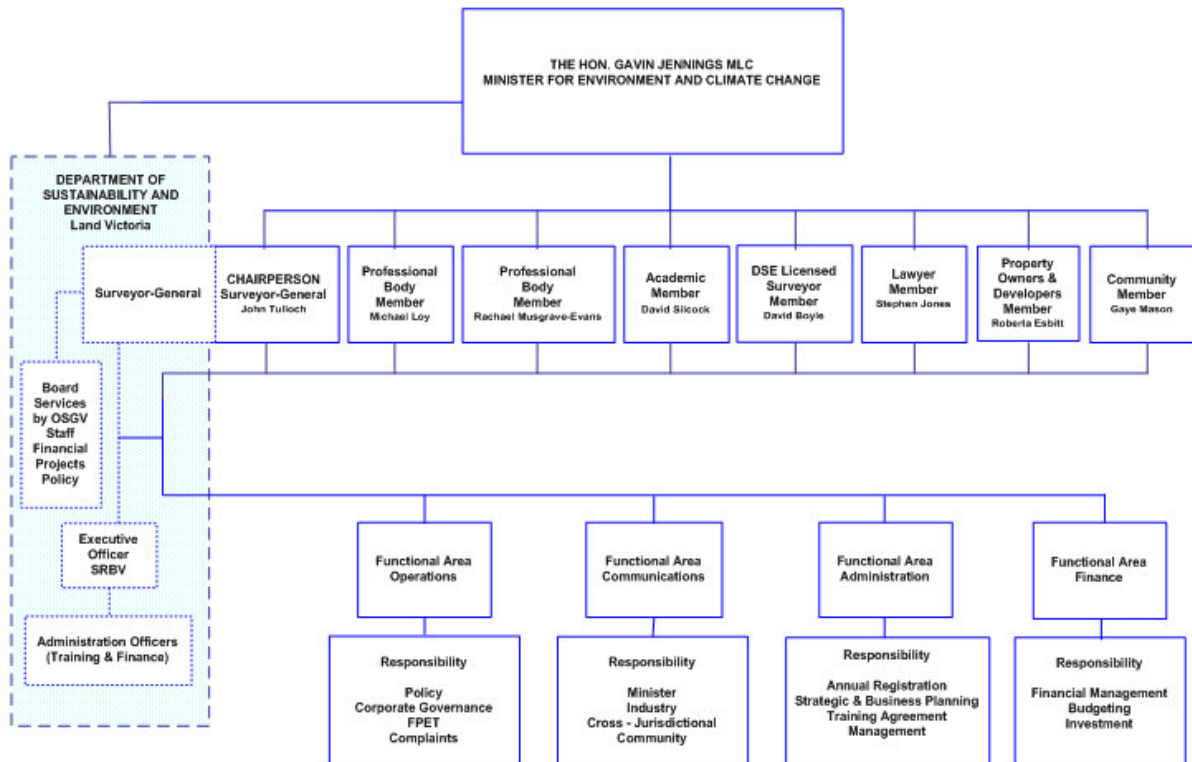 THE HON. GAVIN JENNINGS MLC
MINISTER FOR ENVIRONMENT AND CLIMATE CHANGE
DEPARTMENT OF
SUSTAINABILITY AND
ENVIRONMENT
Land Victoria
Surveyor-General
CHAIRPERSON
Surveyor-General
John Tulloch
Professional
Body
Member
Michael Loy
Professional
Body
Member
Rachael Musgrave-Evans
Academic
Member
David Silcock
DSE Licensed
Surveyor
Member
David Boyle
Lawyer
Member
Stephen Jones
Property
Owners &
Developers
Member
Roberta Esbitt
Community
Member
Gaye Mason
Board
Services
by OSGV
Staff
Financial
Projects
Policy
Executive
Officer
SRBV
Administration Officers
(Training & Finance)
Functional Area
Operations
Functional Area
Communications
Functional Area
Administration
Functional Area
Finance
Responsibility
Policy
Corporate Governance
FPET
Complaints
Responsibility
Minister
Industry
Cross - Jurisdictional
Community
Responsibility
Annual Registration
Strategic & Business Planning
Training Agreement
Management
Responsibility
Financial Management
Budgeting
Investment